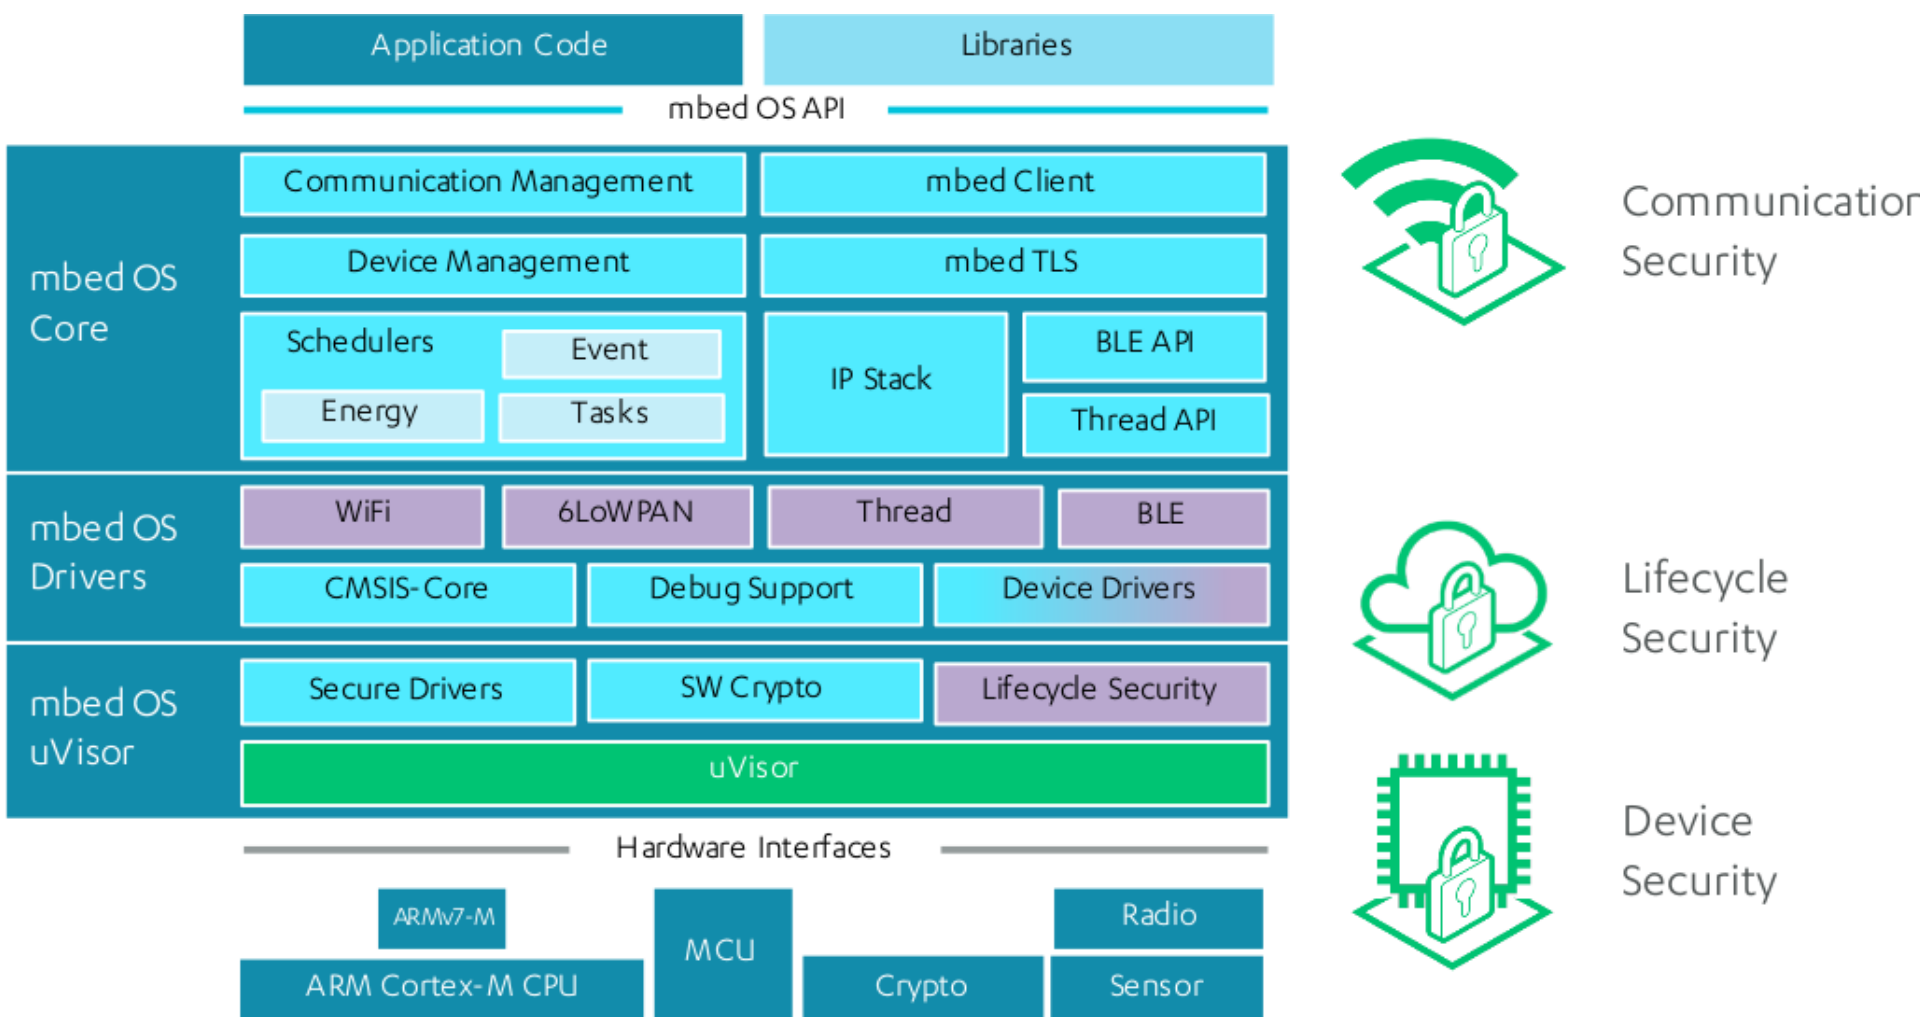 Application Code
Libraries
mbed OS API
mbed OS
Core
Communication Management
mbed Client
Device Management
mbed TLS
Schedulers
Event
Energy
Tasks
IP Stack
BLE API
Thread API
mbed OS
Drivers
WiFi
6LoWPAN
Thread
BLE
CMSIS-Core
Debug Support
Device Drivers
mbed OS
uVisor
Secure Drivers
SW Crypto
Lifecycle Security
uVisor
Hardware Interfaces
ARMv7-M
ARM Cortex-M CPU
MCU
Crypto
Radio
Sensor
Communication
Security
Lifecycle
Security
Device
Security